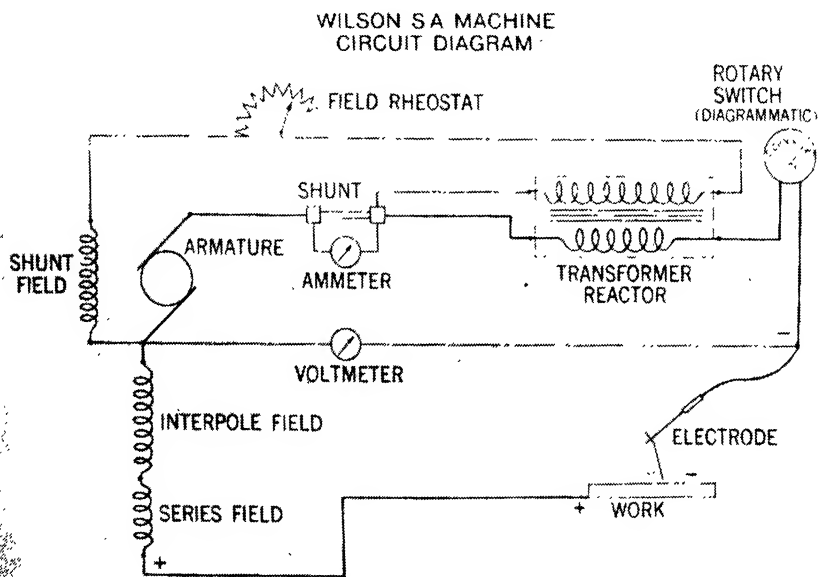 WILSON SA MACHINE
CIRCUIT DIAGRAM
FIELD RHEOSTAT
ROTARY
SWITCH
(DIAGRAMMATIC)
SHUNT
ARMATURE
SHUNT
FIELD
AMMETER
TRANSFORMER
REACTOR
-
VOLTMETER
INTERPOLE FIELD
ELECTRODE
-
SERIES FIELD
+
WORK
+